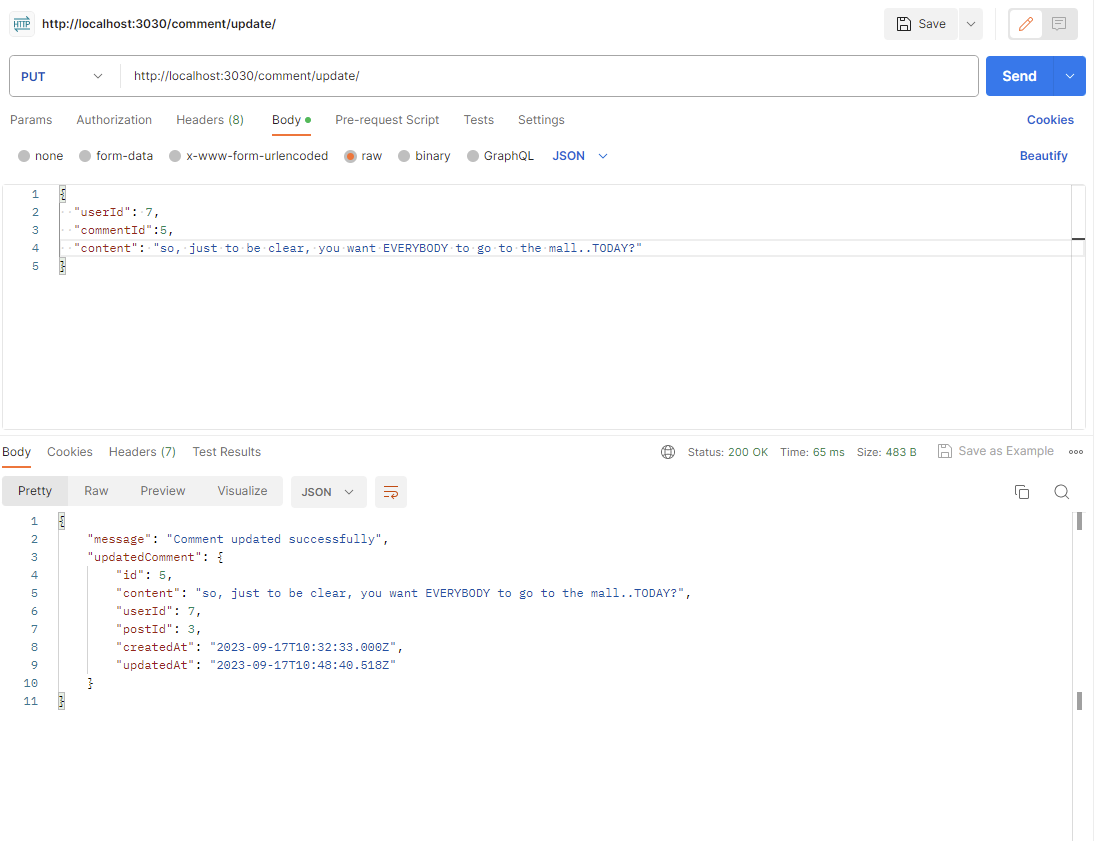 HTTP http://localhost:3030/comment/update/ Save
PUT http://localhost:3030/comment/update/ Send
Params Authorization Headers (8) Body Pre-request Script Tests Settings Cookies
none form-data x-www-form-urlencoded raw binary GraphQL JSON Beautify
1 {
2 "userId": 7,
3 "commentId":5,
4 "content": "so, just to be clear, you want EVERYBODY to go to the mall..TODAY?"
5 }
Body Cookies Headers (7) Test Results Status: 200 OK Time: 65 ms Size: 483 B Save as Example
Pretty Raw Preview Visualize JSON
1 {
2 "message": "Comment updated successfully",
3 "updatedComment": {
4 "id": 5,
5 "content": "so, just to be clear, you want EVERYBODY to go to the mall..TODAY?",
6 "userId": 7,
7 "postId": 3,
8 "createdAt": "2023-09-17T10:32:33.000Z",
9 "updatedAt": "2023-09-17T10:48:40.518Z"
10 }
11 }